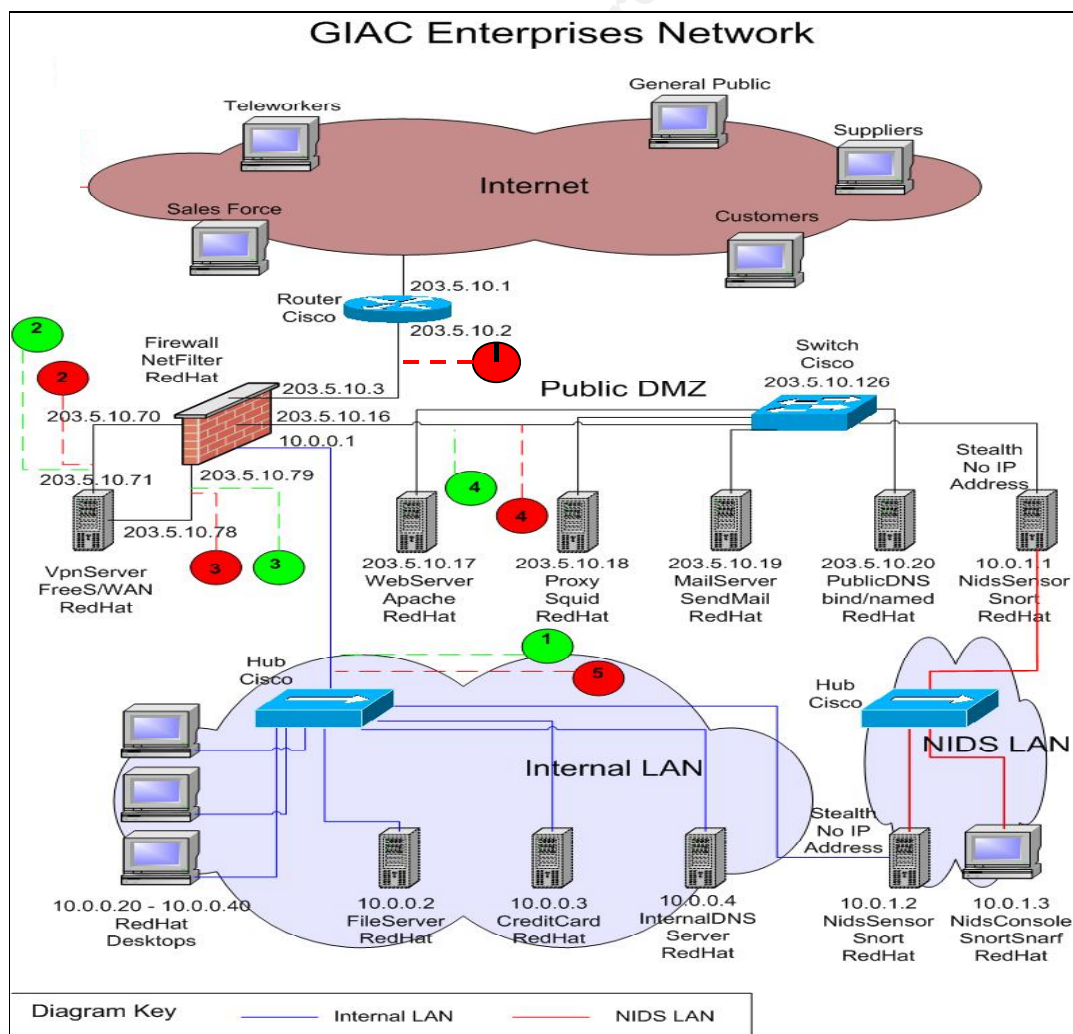 GIAC Enterprises Network
General Public
Teleworkers
Suppliers
Internet
Sales Force
Customers
203.5.10.1
Router
Cisco
203.5.10.2
1
2
2
Firewall
NetFilter
RedHat
203.5.10.3
Switch
Cisco
203.5.10.126
Public DMZ
203.5.10.70
203.5.10.16
10.0.0.1
203.5.10.79
203.5.10.71
203.5.10.78
3
3
4
4
Stealth
No IP
Address
VpnServer
FreeS/WAN
RedHat
203.5.10.17
WebServer
Apache
RedHat
203.5.10.18
Proxy
Squid
RedHat
203.5.10.19
MailServer
SendMail
RedHat
203.5.10.20
PublicDNS
bind/named
RedHat
10.0.1.1
NidsSensor
Snort
RedHat
1
5
Hub
Cisco
Hub
Cisco
Internal LAN
NIDS LAN
Stealth
No IP
Address
10.0.0.20 - 10.0.0.40
RedHat
Desktops
10.0.0.2
FileServer
RedHat
10.0.0.3
CreditCard
RedHat
10.0.0.4
InternalDNS
Server
RedHat
10.0.1.2
NidsSensor
Snort
RedHat
10.0.1.3
NidsConsole
SnortSnarf
RedHat
Diagram Key
Internal LAN
NIDS LAN